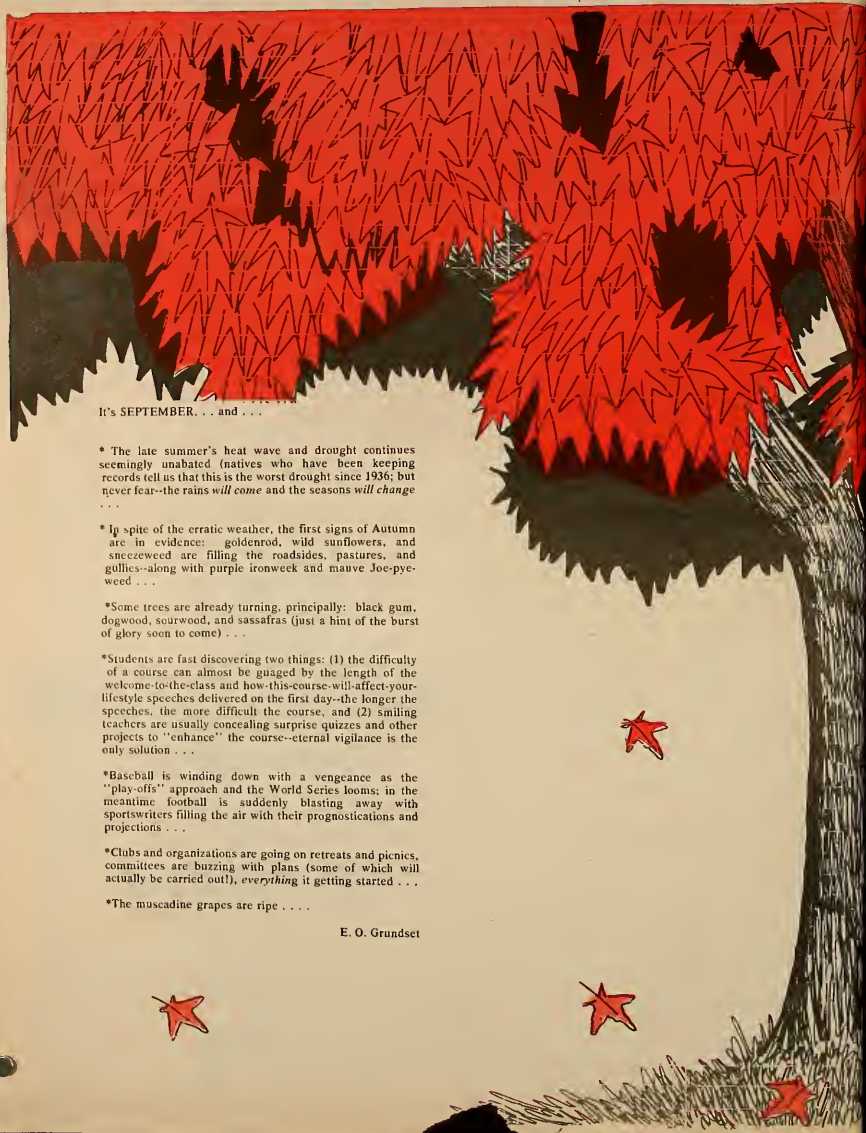 It's SEPTEMBER. . . and . . .
* The late summer's heat wave and drought continues
seemingly unabated (natives who have been keeping
records tell us that this is the worst drought since 1936; but
never fear--the rains will come and the seasons will change
. . .
* In spite of the erratic weather, the first signs of Autumn
are in evidence: goldenrod, wild sunflowers, and
sneezeweed are filling the roadsides, pastures, and
gullies--along with purple ironweek and mauve Joe-pye-
weed . . .
*Some trees are already turning, principally: black gum,
dogwood, sourwood, and sassafras (just a hint of the burst
of glory soon to come) . . .
*Students are fast discovering two things: (1) the difficulty
of a course can almost be guaged by the length of the
welcome-to-the-class and how-this-course-will-affect-your-
lifestyle speeches delivered on the first day--the longer the
speeches, the more difficult the course, and (2) smiling
teachers are usually concealing surprise quizzes and other
projects to "enhance" the course--eternal vigilance is the
only solution . . .
*Baseball is winding down with a vengeance as the
"play-offs" approach and the World Series looms; in the
meantime football is suddenly blasting away with
sportswriters filling the air with their prognostications and
projections . . .
*Clubs and organizations are going on retreats and picnics,
committees are buzzing with plans (some of which will
actually be carried out!), everything it getting started . . .
*The muscadine grapes are ripe . . . .
E. O. Grundset